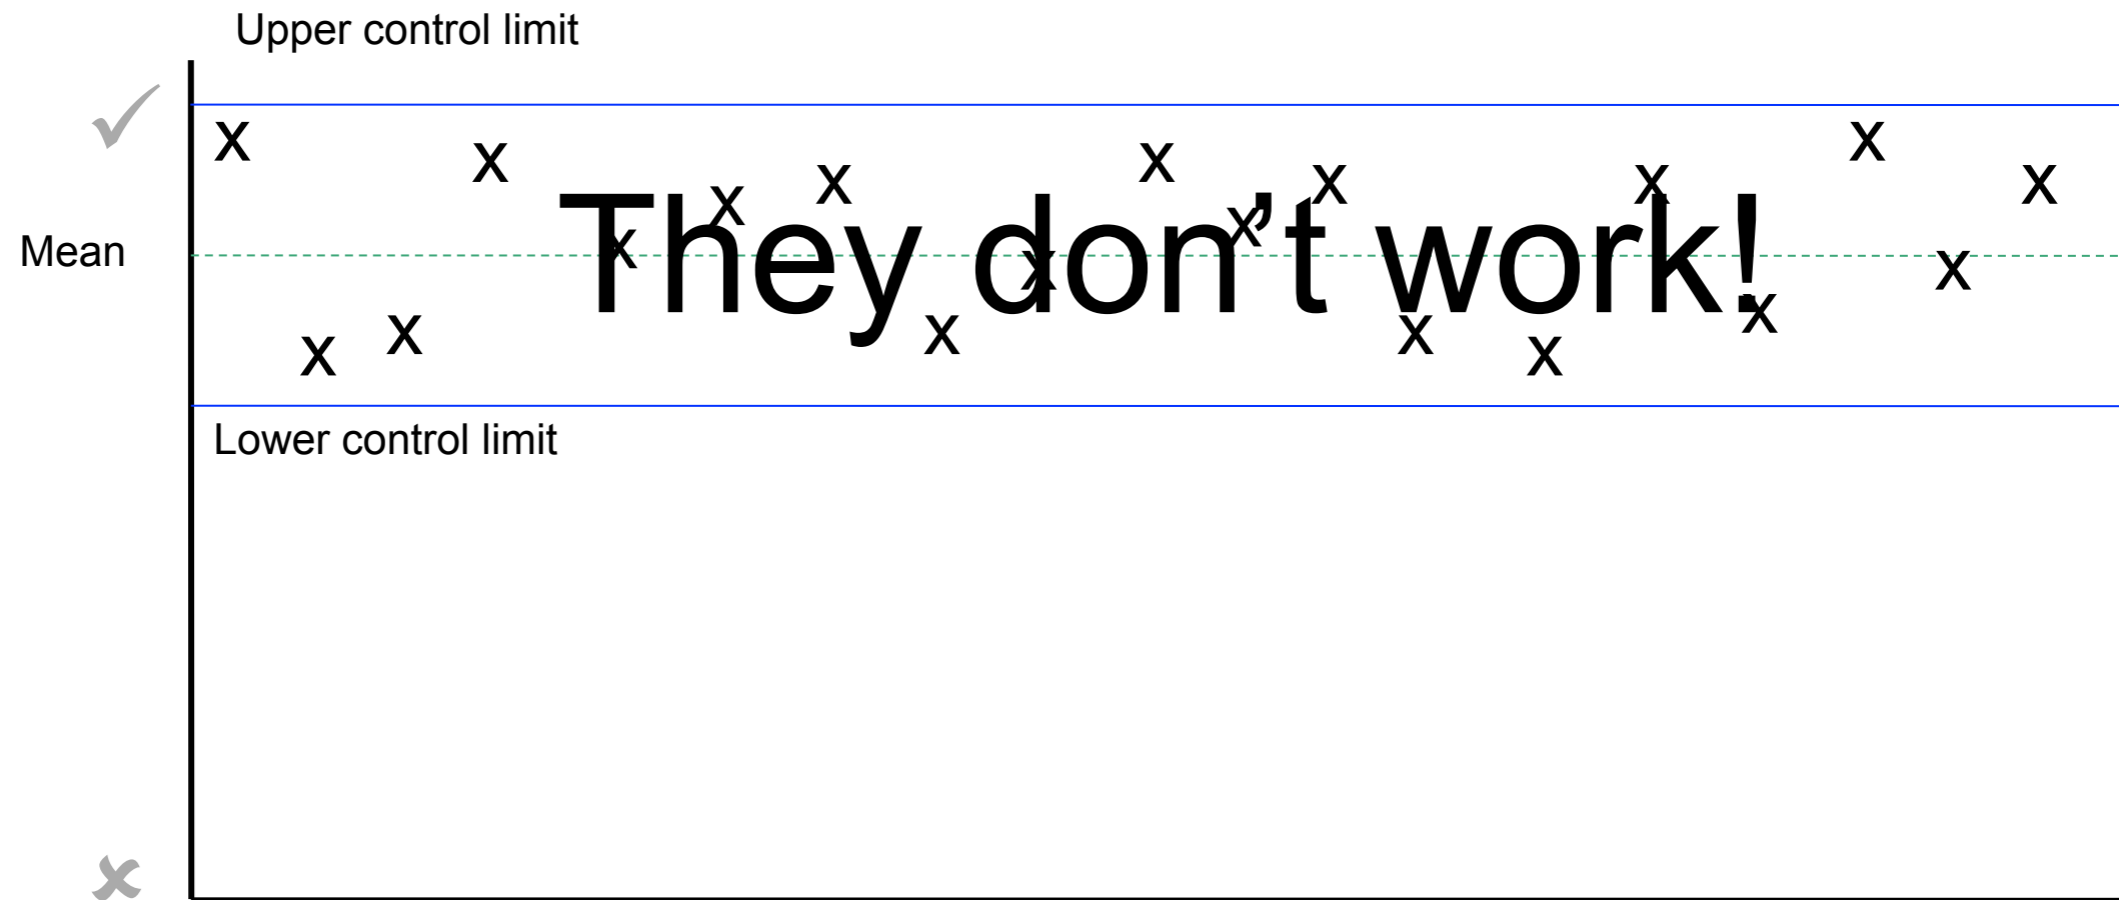 Upper control limit
x x x x x x x x x x x x x x x x x x x x
They don't work!
Mean
Lower control limit